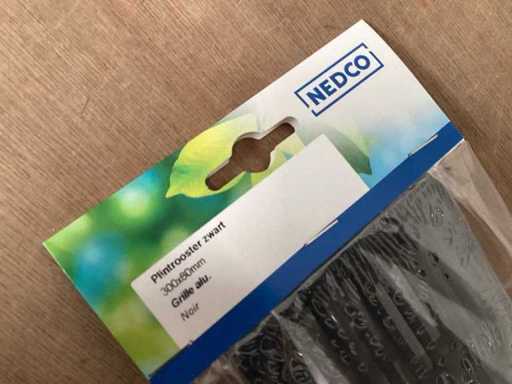 NEDCO
Plintrooster zwart
300x80mm
Grille alu.
Noir